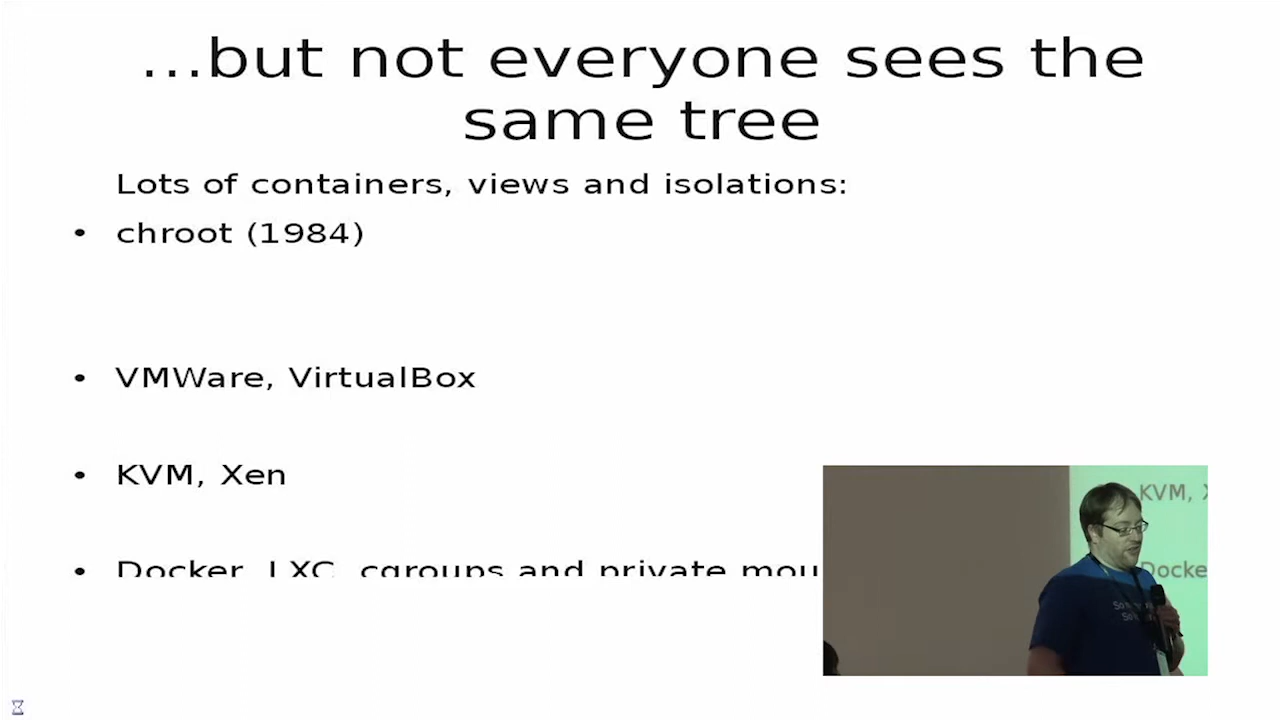 ...but not everyone sees the
same tree
Lots of containers, views and isolations:
• chroot (1984)
• VMWare, VirtualBox
• KVM, Xen
• Docker, LXC, cgroups and private mou
KVM, X
Docke